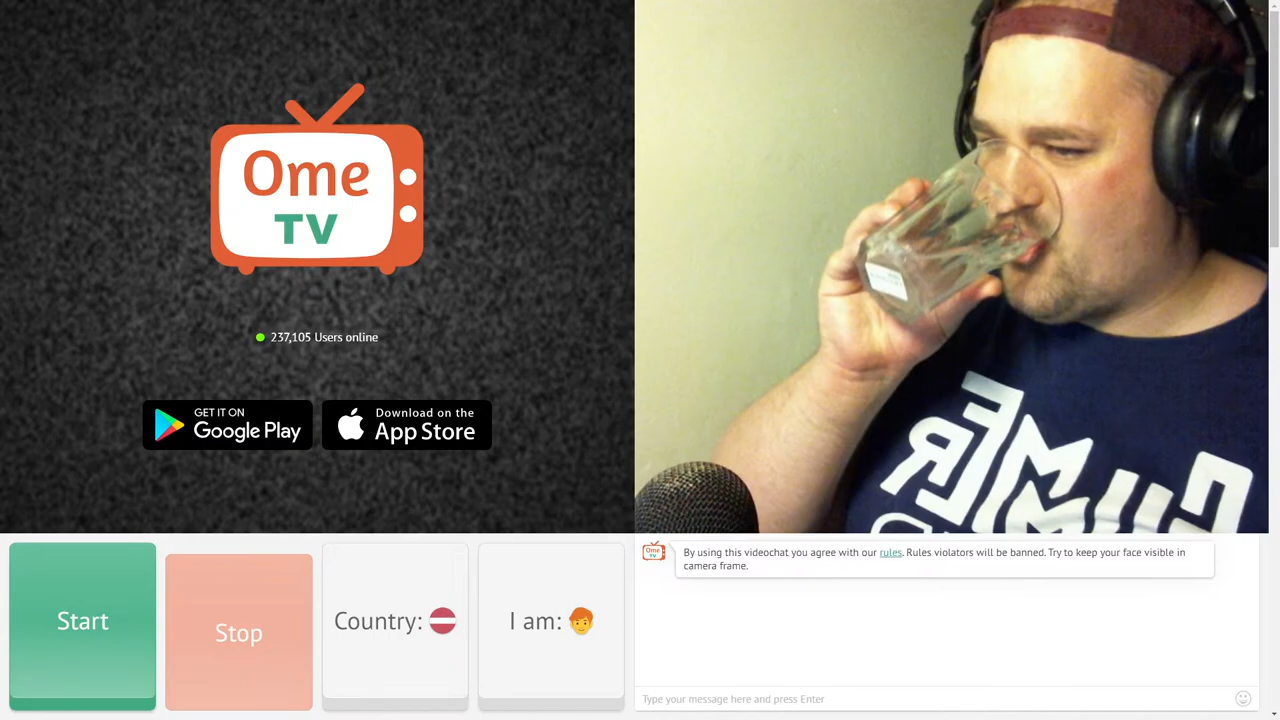 Ome
TV
237,105 Users online
GET IT ON
Google Play
Download on the
App Store
Start
Stop
Country:
I am:
Ome
TV
By using this videochat you agree with our rules. Rules violators will be banned. Try to keep your face visible in
camera frame.
Type your message here and press Enter